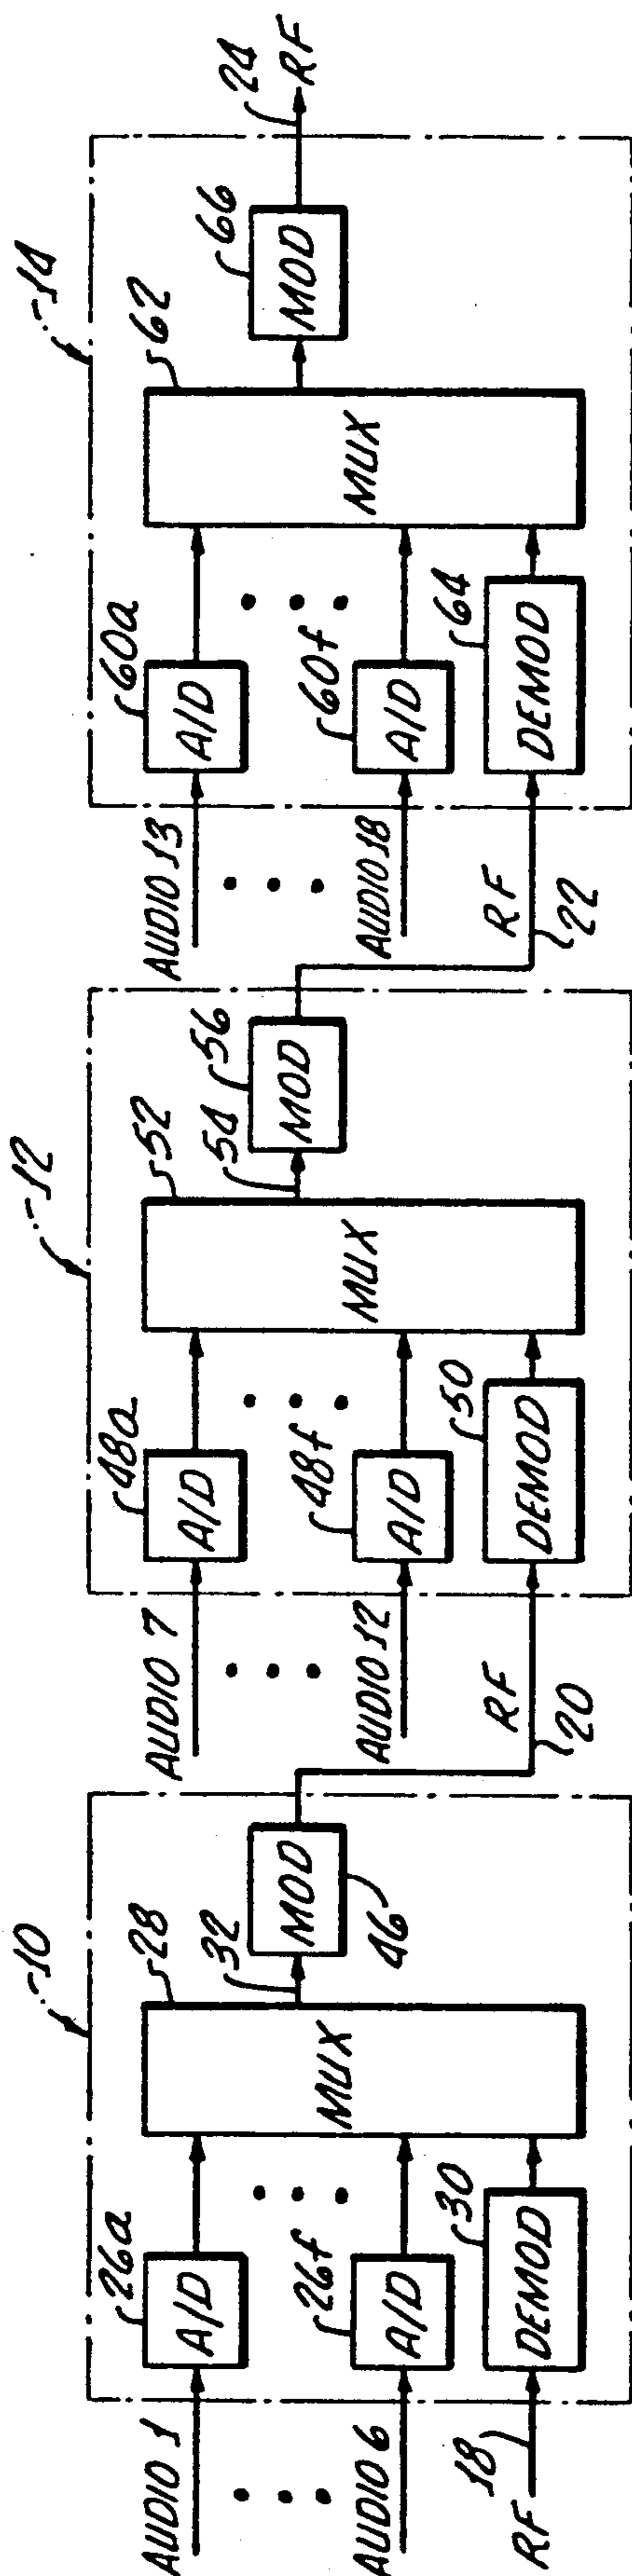 10
AUDIO 1
26a
A/D
AUDIO 6
26f
A/D
RF
18
30
DEMOD
28
MUX
32
MOD
46
RF
20
12
AUDIO 7
48a
A/D
AUDIO 12
48f
A/D
50
DEMOD
52
MUX
54
MOD
56
RF
22
14
AUDIO 13
60a
A/D
AUDIO 18
60f
A/D
64
DEMOD
62
MUX
MOD
66
24
RF